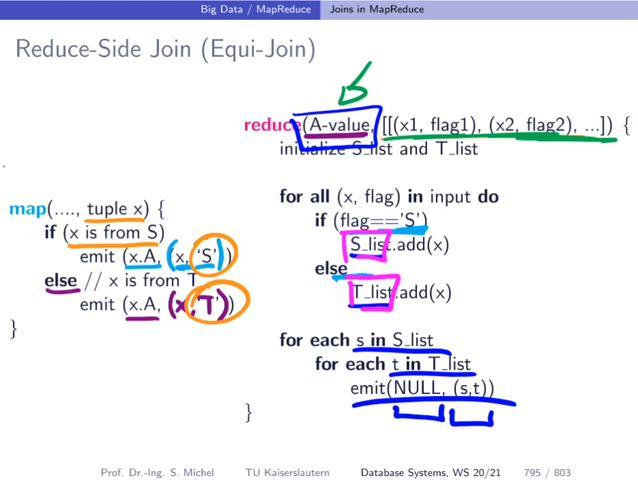 Big Data / MapReduce Joins in MapReduce
Reduce-Side Join (Equi-Join)
map(...., tuple x) {
if (x is from S)
emit (x.A, (x, 'S'))
else // x is from T
emit (x.A, (x, 'T'))
}
reduce(A-value, [[(x1, flag1), (x2, flag2), ...]) {
initialize S_list and T_list
for all (x, flag) in input do
if (flag=='S')
S_list.add(x)
else
T_list.add(x)
for each s in S_list
for each t in T_list
emit(NULL, (s,t))
}
Prof. Dr.-Ing. S. Michel TU Kaiserslautern Database Systems, WS 20/21 795 / 803